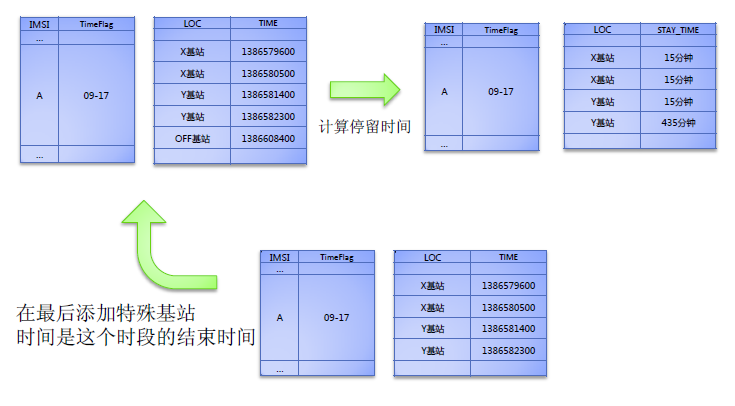 IMSI TimeFlag
...
A 09-17
...
LOC TIME
X基站 1386579600
X基站 1386580500
Y基站 1386581400
Y基站 1386582300
OFF基站 1386608400
计算停留时间
IMSI TimeFlag
...
A 09-17
...
LOC STAY_TIME
X基站 15分钟
X基站 15分钟
Y基站 15分钟
Y基站 435分钟
在最后添加特殊基站
时间是这个时段的结束时间
IMSI TimeFlag
...
A 09-17
...
LOC TIME
X基站 1386579600
X基站 1386580500
Y基站 1386581400
Y基站 1386582300